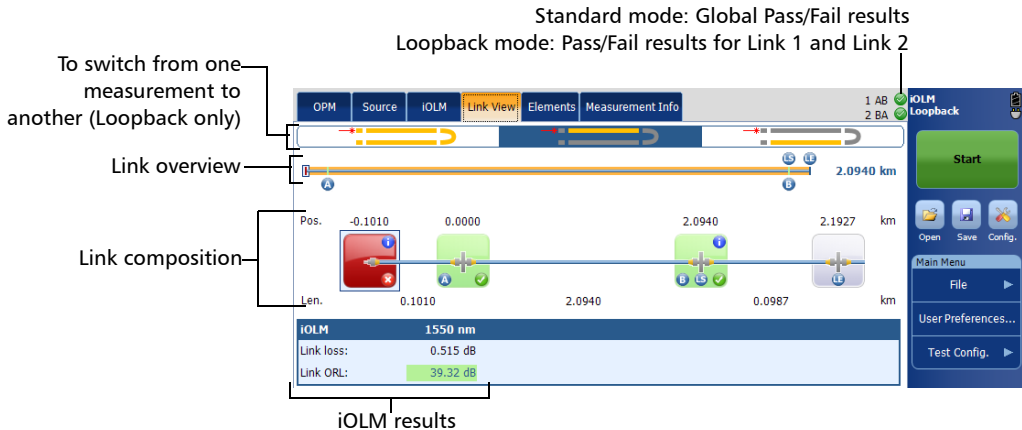 Standard mode: Global Pass/Fail results
Loopback mode: Pass/Fail results for Link 1 and Link 2
To switch from one
measurement to
another (Loopback only)
OPM Source iOLM Link View Elements Measurement Info
1 AB
2 BA
iOLM
Loopback
Link overview
LS LE
2.0940 km
A B
Start
Link composition
Pos. -0.1010 0.0000 2.0940 2.1927 km
i i
A B LS LE
Len. 0.1010 2.0940 0.0987 km
Open Save Config.
Main Menu
File
User Preferences...
Test Config.
iOLM 1550 nm
Link loss: 0.515 dB
Link ORL: 39.32 dB
iOLM results